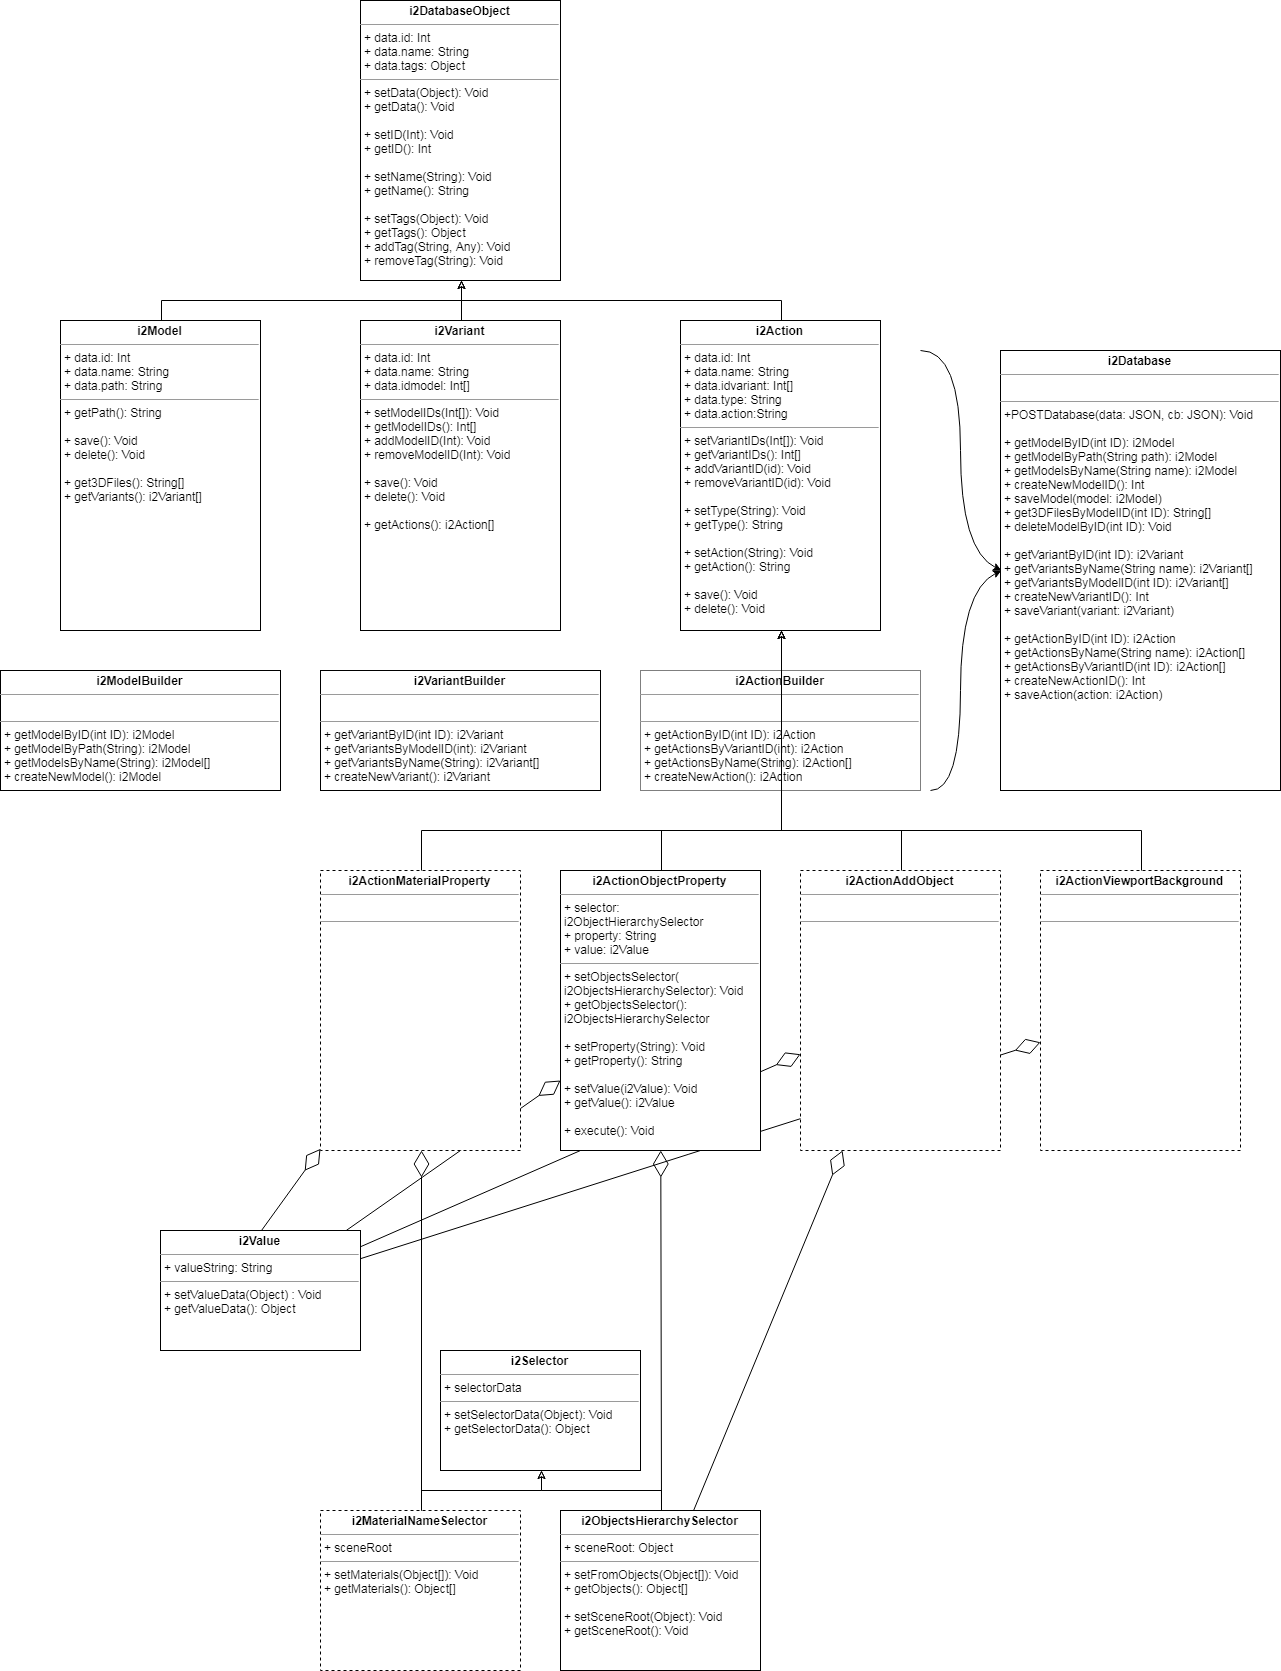 i2DatabaseObject
+ data.id: Int
+ data.name: String
+ data.tags: Object
+ setData(Object): Void
+ getData(): Void
+ setID(Int): Void
+ getID(): Int
+ setName(String): Void
+ getName(): String
+ setTags(Object): Void
+ getTags(): Object
+ addTag(String, Any): Void
+ removeTag(String): Void
i2Model
+ data.id: Int
+ data.name: String
+ data.path: String
+ getPath(): String
+ save(): Void
+ delete(): Void
+ get3DFiles(): String[]
+ getVariants(): i2Variant[]
i2Variant
+ data.id: Int
+ data.name: String
+ data.idmodel: Int[]
+ setModelIDs(Int[]): Void
+ getModelIDs(): Int[]
+ addModelID(Int): Void
+ removeModelID(Int): Void
+ save(): Void
+ delete(): Void
+ getActions(): i2Action[]
i2Action
+ data.id: Int
+ data.name: String
+ data.idvariant: Int[]
+ data.type: String
+ data.action:String
+ setVariantIDs(Int[]): Void
+ getVariantIDs(): Int[]
+ addVariantID(id): Void
+ removeVariantID(id): Void
+ setType(String): Void
+ getType(): String
+ setAction(String): Void
+ getAction(): String
+ save(): Void
+ delete(): Void
i2Database
+POSTDatabase(data: JSON, cb: JSON): Void
+ getModelByID(int ID): i2Model
+ getModelByPath(String path): i2Model
+ getModelsByName(String name): i2Model
+ createNewModelID(): Int
+ saveModel(model: i2Model)
+ get3DFilesByModelID(int ID): String[]
+ deleteModelByID(int ID): Void
+ getVariantByID(int ID): i2Variant
+ getVariantsByName(String name): i2Variant[]
+ getVariantsByModelID(int ID): i2Variant[]
+ createNewVariantID(): Int
+ saveVariant(variant: i2Variant)
+ getActionByID(int ID): i2Action
+ getActionsByName(String name): i2Action[]
+ getActionsByVariantID(int ID): i2Action[]
+ createNewActionID(): Int
+ saveAction(action: i2Action)
i2ModelBuilder
+ getModelByID(int ID): i2Model
+ getModelByPath(String): i2Model
+ getModelsByName(String): i2Model[]
+ createNewModel(): i2Model
i2VariantBuilder
+ getVariantByID(int ID): i2Variant
+ getVariantsByModelID(int): i2Variant
+ getVariantsByName(String): i2Variant[]
+ createNewVariant(): i2Variant
i2ActionBuilder
+ getActionByID(int ID): i2Action
+ getActionsByVariantID(int): i2Action
+ getActionsByName(String): i2Action[]
+ createNewAction(): i2Action
i2ActionMaterialProperty
i2ActionObjectProperty
+ selector:
i2ObjectHierarchySelector
+ property: String
+ value: i2Value
+ setObjectsSelector(
i2ObjectsHierarchySelector): Void
+ getObjectsSelector():
i2ObjectsHierarchySelector
+ setProperty(String): Void
+ getProperty(): String
+ setValue(i2Value): Void
+ getValue(): i2Value
+ execute(): Void
i2ActionAddObject
i2ActionViewportBackground
i2Value
+ valueString: String
+ setValueData(Object) : Void
+ getValueData(): Object
i2Selector
+ selectorData
+ setSelectorData(Object): Void
+ getSelectorData(): Object
i2MaterialNameSelector
+ sceneRoot
+ setMaterials(Object[]): Void
+ getMaterials(): Object[]
i2ObjectsHierarchySelector
+ sceneRoot: Object
+ setFromObjects(Object[]): Void
+ getObjects(): Object[]
+ setSceneRoot(Object): Void
+ getSceneRoot(): Void